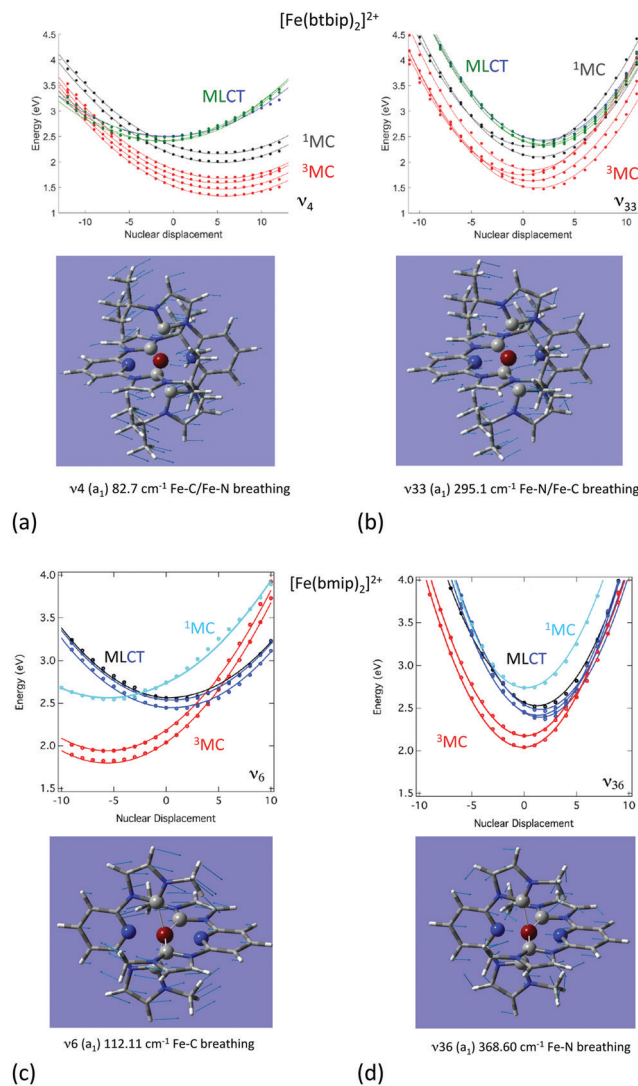 [Fe(btbip)₂]²⁺
4.5
4
3.5
3
2.5
2
1.5
1
Energy (eV)
MLCT
¹MC
³MC
ν₄
-10
-5
0
5
10
Nuclear displacement
4.5
4
3.5
3
2.5
2
1.5
1
Energy (eV)
MLCT
¹MC
³MC
ν₃₃
-10
-5
0
5
10
Nuclear displacement
ν4 (a₁) 82.7 cm⁻¹ Fe-C/Fe-N breathing
ν33 (a₁) 295.1 cm⁻¹ Fe-N/Fe-C breathing
(a)
(b)
[Fe(bmip)₂]²⁺
4.0
3.5
3.0
2.5
2.0
1.5
Energy (eV)
¹MC
MLCT
³MC
ν₆
-10
-5
0
5
10
Nuclear Displacement
4.0
3.5
3.0
2.5
2.0
1.5
Energy (eV)
¹MC
MLCT
³MC
ν₃₆
-10
-5
0
5
10
Nuclear Displacement
ν6 (a₁) 112.11 cm⁻¹ Fe-C breathing
ν36 (a₁) 368.60 cm⁻¹ Fe-N breathing
(c)
(d)